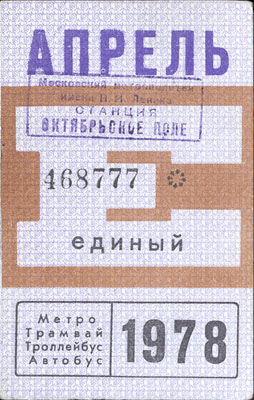 АПРЕЛЬ
Московский метрополитен
имени В. И. Ленина
СТАНЦИЯ
ОКТЯБРЬСКОЕ ПОЛЕ
468777
Е
единый
Метро
Трамвай
Троллейбус
Автобус
1978